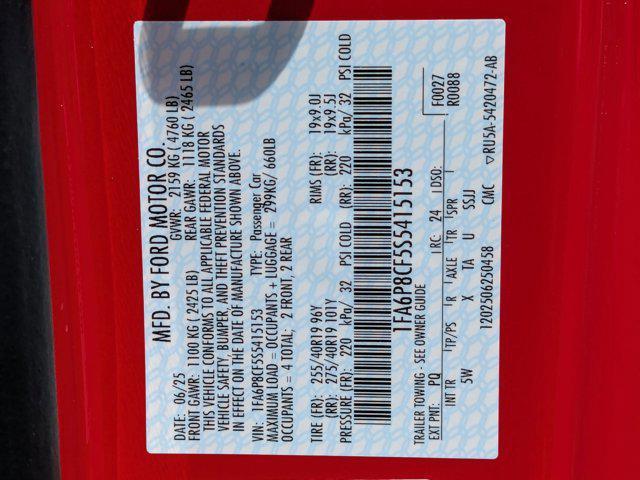 MFD. BY FORD MOTOR CO.
DATE: 06/25 GVWR: 2159 KG ( 4760 LB)
FRONT GAWR: 1100 KG ( 2425 LB) REAR GAWR: 1118 KG ( 2465 LB)
THIS VEHICLE CONFORMS TO ALL APPLICABLE FEDERAL MOTOR
VEHICLE SAFETY, BUMPER, AND THEFT PREVENTION STANDARDS
IN EFFECT ON THE DATE OF MANUFACTURE SHOWN ABOVE.
VIN: 1FA6P8CF5S5415153 TYPE: Passenger Car
MAXIMUM LOAD = OCCUPANTS + LUGGAGE = 299KG/ 660LB
OCCUPANTS = 4 TOTAL; 2 FRONT, 2 REAR
TIRE (FR): 255/40R19 96Y RIMS (FR): 19x9.0J
(RR): 275/40R19 101Y (RR): 19x9.5J
PRESSURE (FR): 220 kPa/ 32 PSI COLD (RR): 220 kPa/ 32 PSI COLD
1FA6P8CF5S5415153
TRAILER TOWING - SEE OWNER GUIDE F0027
EXT PNT: PQ RC: 24 DSO: R0088
INT TR TP/PS R AXLE TR SPR
5W X TA U SSJJ
1202506250458 CMC ▽RU5A-5420472-AB